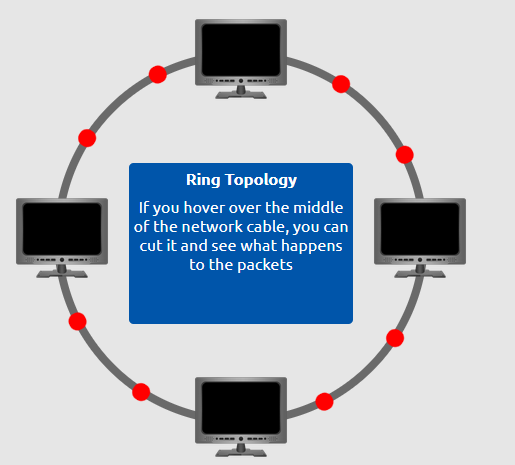 Ring Topology
If you hover over the middle
of the network cable, you can
cut it and see what happens
to the packets